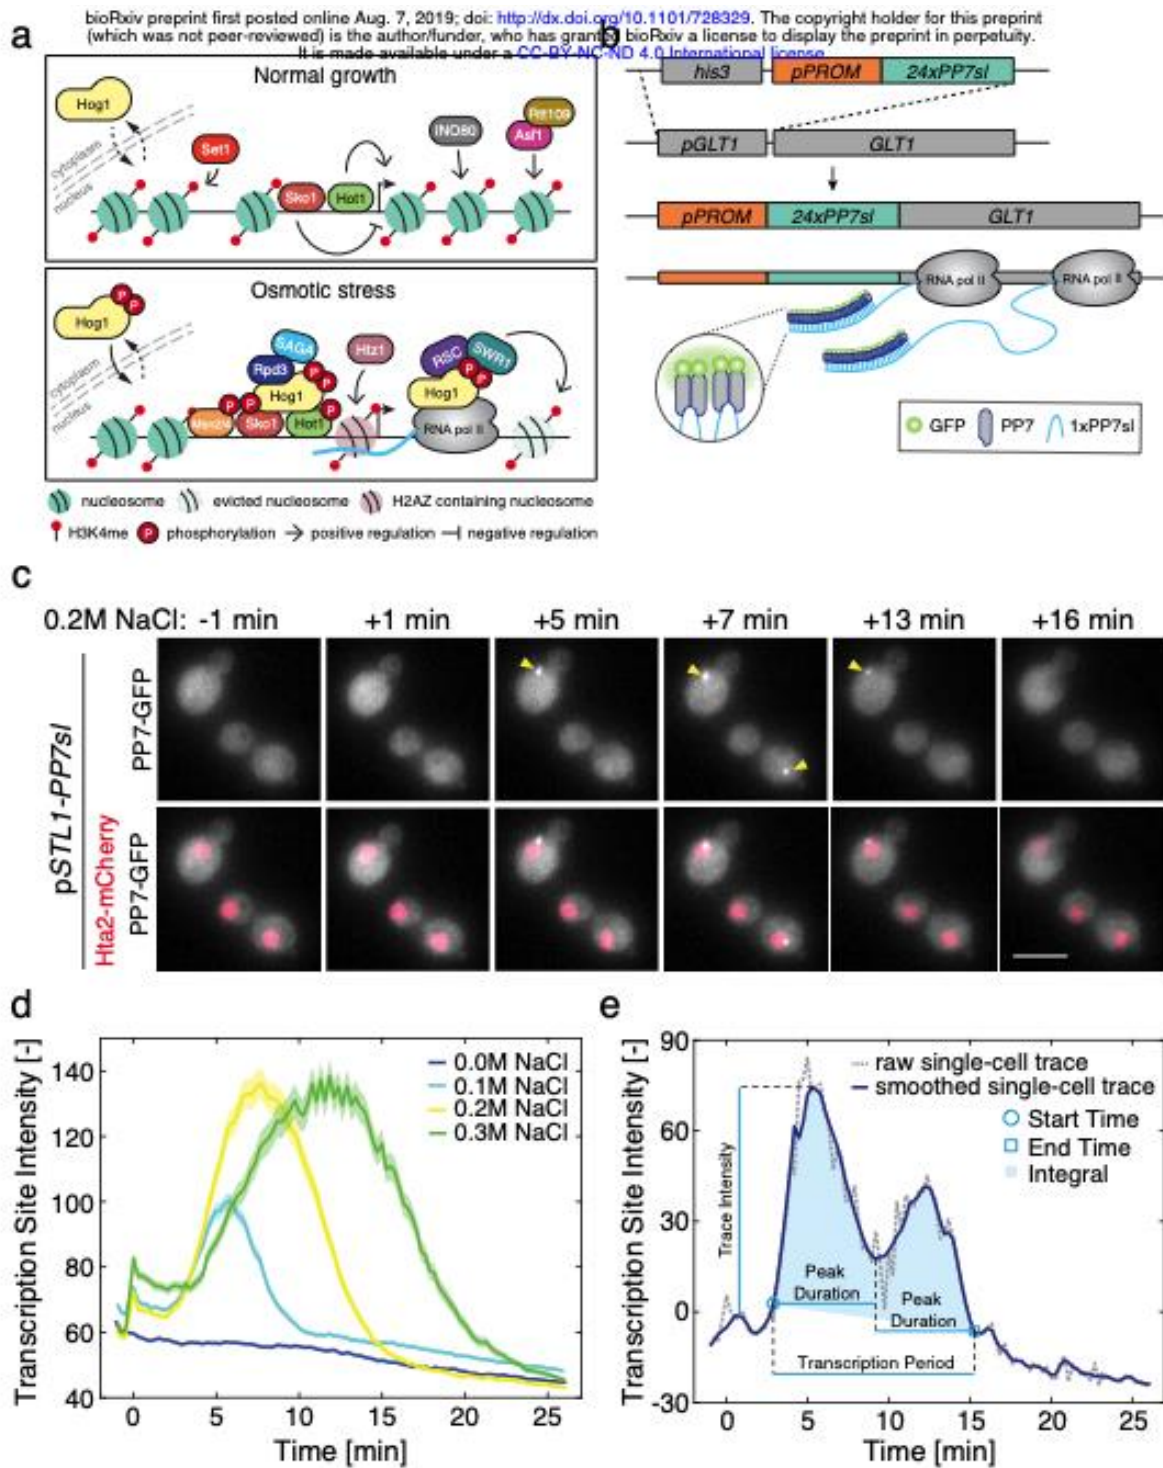 bioRxiv preprint first posted online Aug. 7, 2019; doi: http://dx.doi.org/10.1101/728329. The copyright holder for this preprint
(which was not peer-reviewed) is the author/funder, who has granted bioRxiv a license to display the preprint in perpetuity.
It is made available under a CC-BY-NC-ND 4.0 International license.
a
Normal growth
Hog1
cytoplasm
nucleus
Set1
Sko1
Hot1
INO80
Asf1
Rtt109
Osmotic stress
P P
Hog1
cytoplasm
nucleus
SAGA
Rpd3
P P
Hog1
P P
Msn2/4
Sko1
Hot1
P
Htz1
RSC
SWR1
P P
Hog1
RNA pol II
nucleosome evicted nucleosome H2AZ containing nucleosome
H3K4me P phosphorylation positive regulation negative regulation
b
his3 pPROM 24xPP7sl
pGLT1 GLT1
pPROM 24xPP7sl GLT1
RNA pol II RNA pol II
GFP PP7 1xPP7sl
c
0.2M NaCl: -1 min +1 min +5 min +7 min +13 min +16 min
pSTL1-PP7sl
PP7-GFP
Hta2-mCherry
PP7-GFP
d
Transcription Site Intensity [-]
140
120
100
80
60
40
0.0M NaCl
0.1M NaCl
0.2M NaCl
0.3M NaCl
0 5 10 15 20 25
Time [min]
e
Transcription Site Intensity [-]
90
60
30
0
-30
raw single-cell trace
smoothed single-cell trace
Start Time
End Time
Integral
Trace Intensity
Peak
Duration
Peak
Duration
Transcription Period
0 5 10 15 20 25
Time [min]